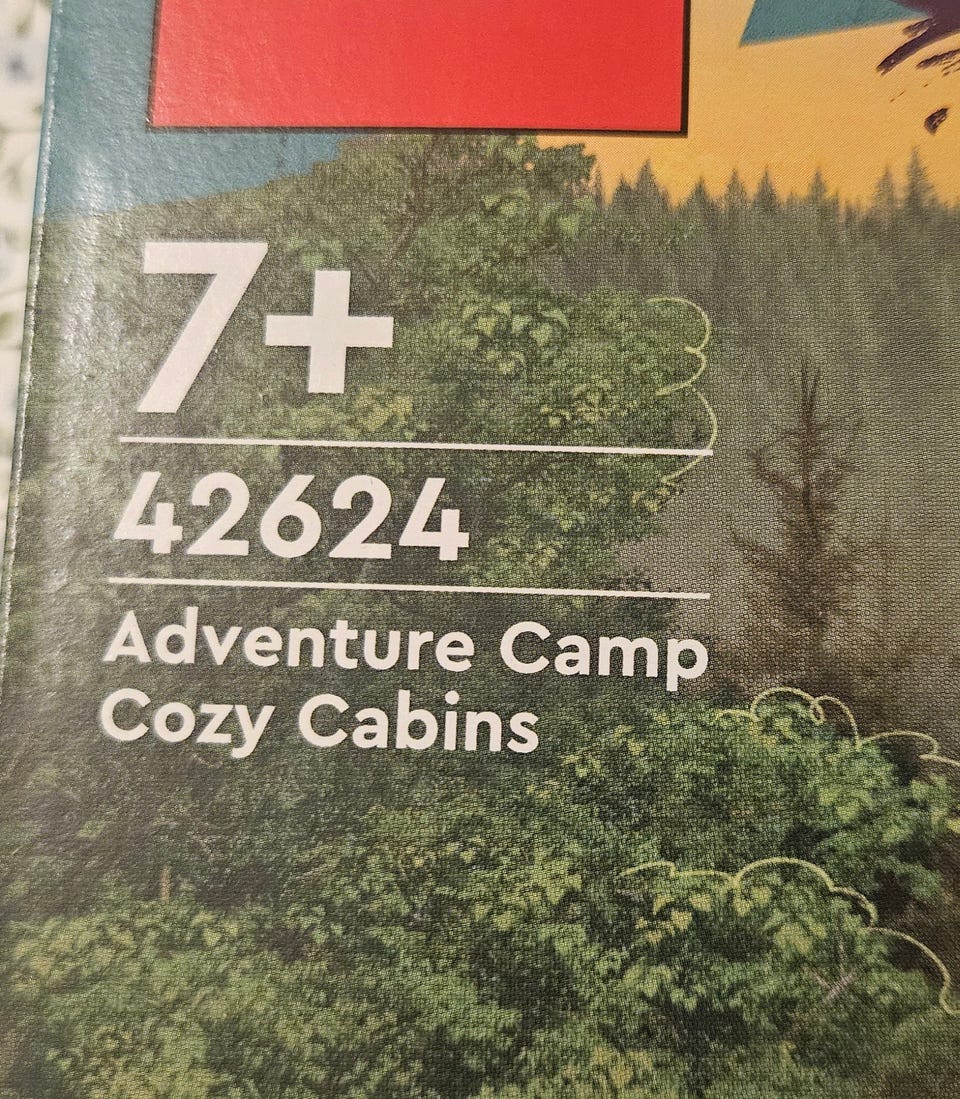 7+
42624
Adventure Camp
Cozy Cabins